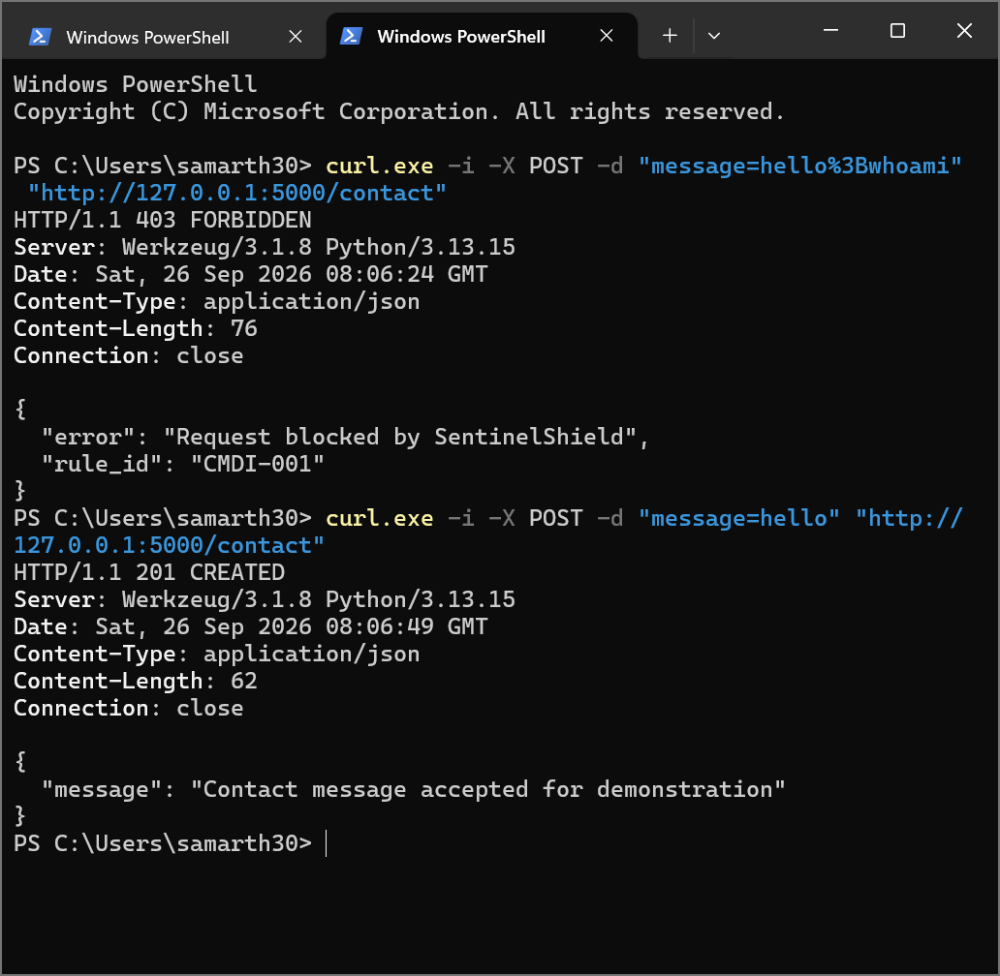 Windows PowerShell
Windows PowerShell
Windows PowerShell
Copyright (C) Microsoft Corporation. All rights reserved.
PS C:\Users\samarth30> curl.exe -i -X POST -d "message=hello%3Bwhoami"
"http://127.0.0.1:5000/contact"
HTTP/1.1 403 FORBIDDEN
Server: Werkzeug/3.1.8 Python/3.13.15
Date: Sat, 26 Sep 2026 08:06:24 GMT
Content-Type: application/json
Content-Length: 76
Connection: close
{
  "error": "Request blocked by SentinelShield",
  "rule_id": "CMDI-001"
}
PS C:\Users\samarth30> curl.exe -i -X POST -d "message=hello" "http://
127.0.0.1:5000/contact"
HTTP/1.1 201 CREATED
Server: Werkzeug/3.1.8 Python/3.13.15
Date: Sat, 26 Sep 2026 08:06:49 GMT
Content-Type: application/json
Content-Length: 62
Connection: close
{
  "message": "Contact message accepted for demonstration"
}
PS C:\Users\samarth30>